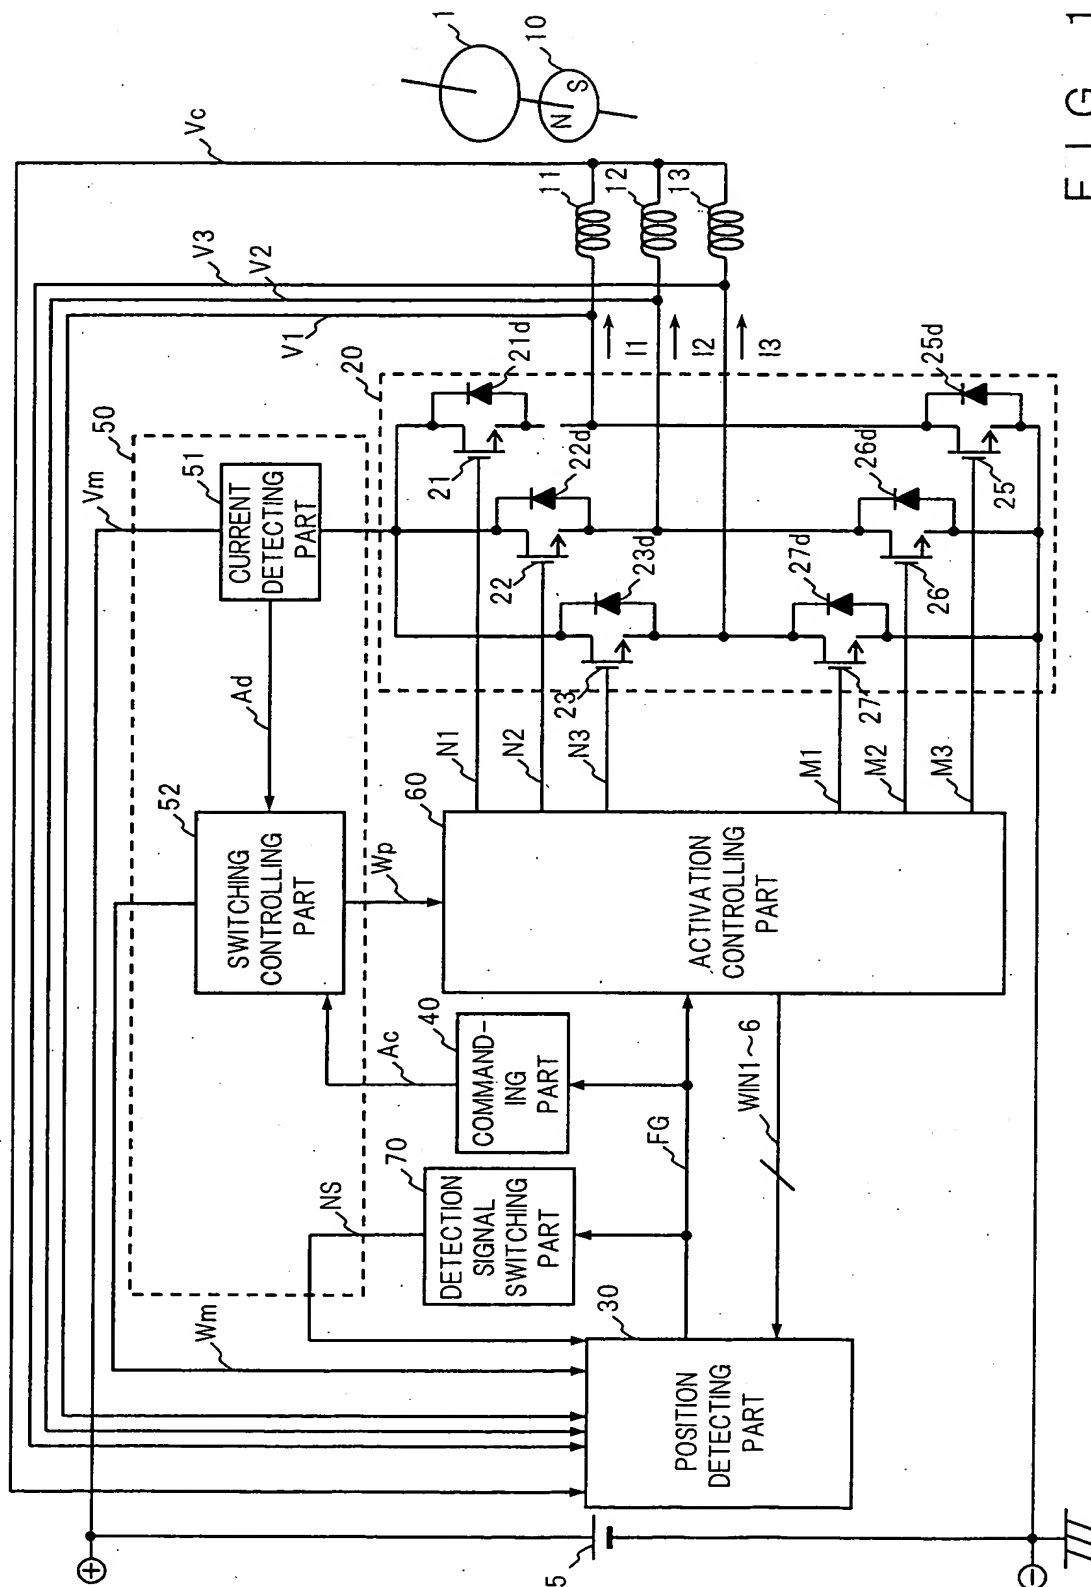 1
10
N
S
Vc
V3
V2
V1
Vm
50
51
CURRENT
DETECTING
PART
Ad
52
SWITCHING
CONTROLLING
PART
Wp
Wm
NS
Ac
40
COMMAND-
ING
PART
70
DETECTION
SIGNAL
SWITCHING
PART
30
POSITION
DETECTING
PART
FG
WIN1~6
60
ACTIVATION
CONTROLLING
PART
N1
N2
N3
M1
M2
M3
20
21
21d
22
22d
23
23d
25
25d
26
26d
27
27d
11
12
13
I1
I2
I3
+
5
−
FIG 1